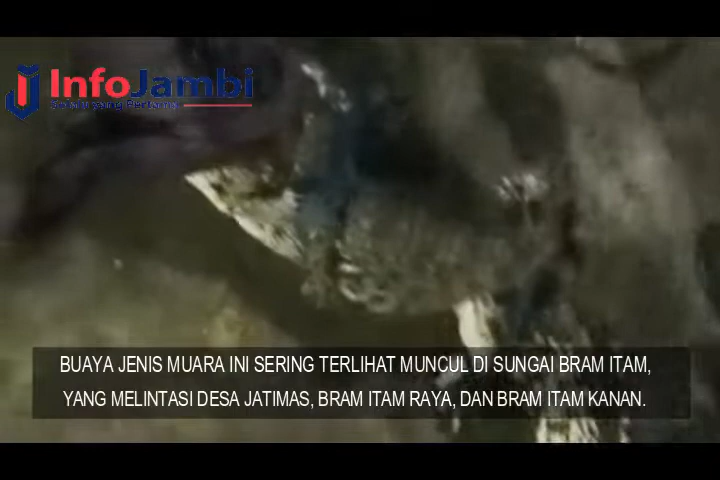 InfoJambi
BUAYA JENIS MUARA INI SERING TERLIHAT MUNCUL DI SUNGAI BRAM ITAM,
YANG MELINTASI DESA JATIMAS, BRAM ITAM RAYA, DAN BRAM ITAM KANAN.